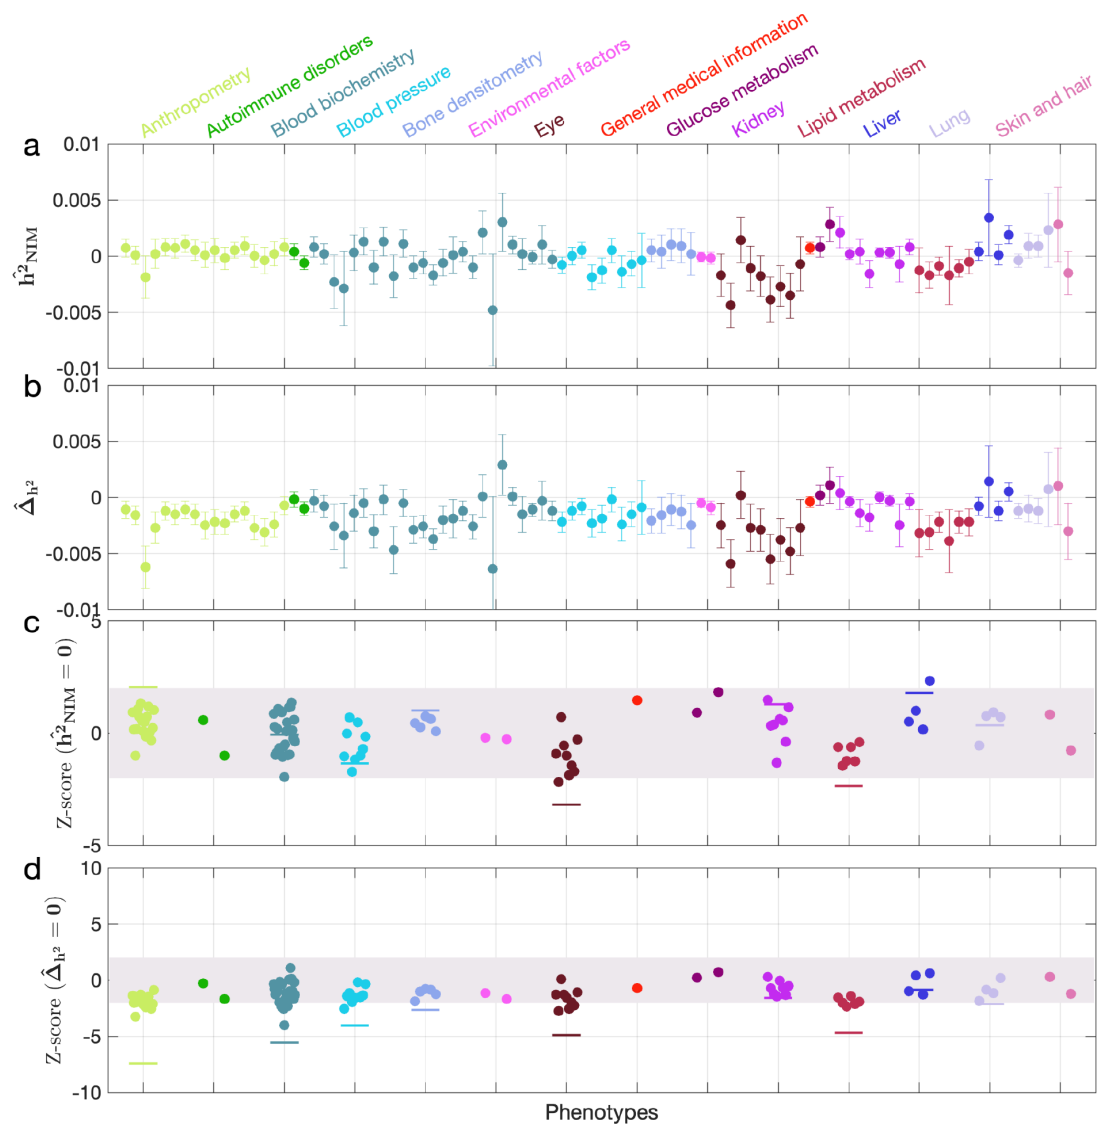 Anthropometry
Autoimmune disorders
Blood biochemistry
Blood pressure
Bone densitometry
Environmental factors
Eye
General medical information
Glucose metabolism
Kidney
Lipid metabolism
Liver
Lung
Skin and hair
a
0.01
0.005
0
-0.005
-0.01
ĥ²NIM
b
0.01
0.005
0
-0.005
-0.01
Δ̂h²
c
5
0
-5
Z-score (ĥ²NIM = 0)
d
10
5
0
-5
-10
Z-score (Δ̂h² = 0)
Phenotypes